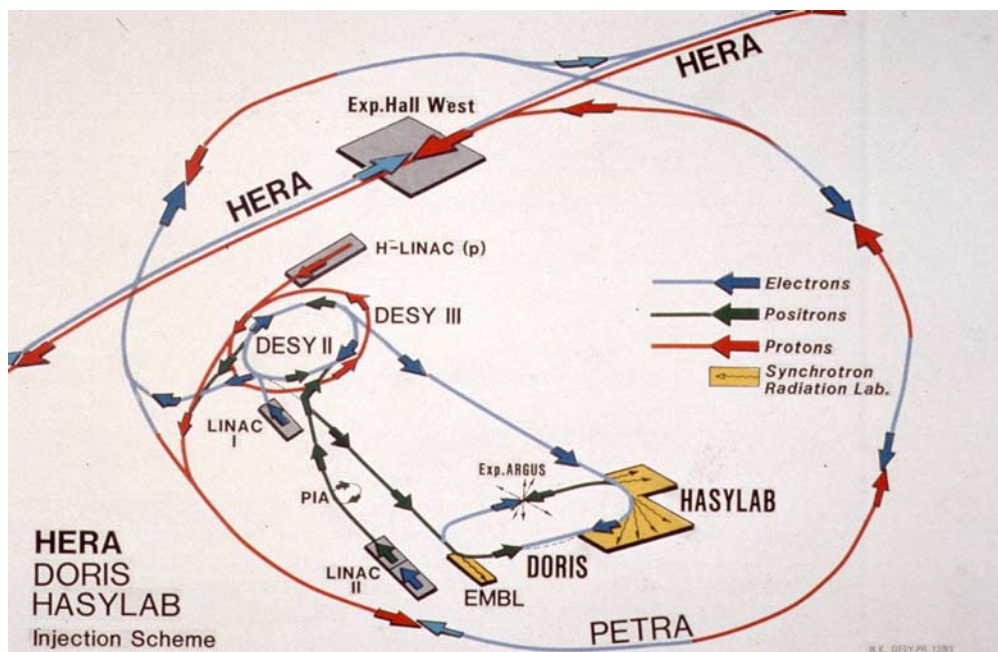 HERA
Exp.Hall West
HERA
H⁻-LINAC (p)
DESY III
DESY II
Electrons
Positrons
Protons
Synchrotron
Radiation Lab.
LINAC
I
PIA
Exp.ARGUS
HASYLAB
LINAC
II
DORIS
EMBL
PETRA
HERA
DORIS
HASYLAB
Injection Scheme